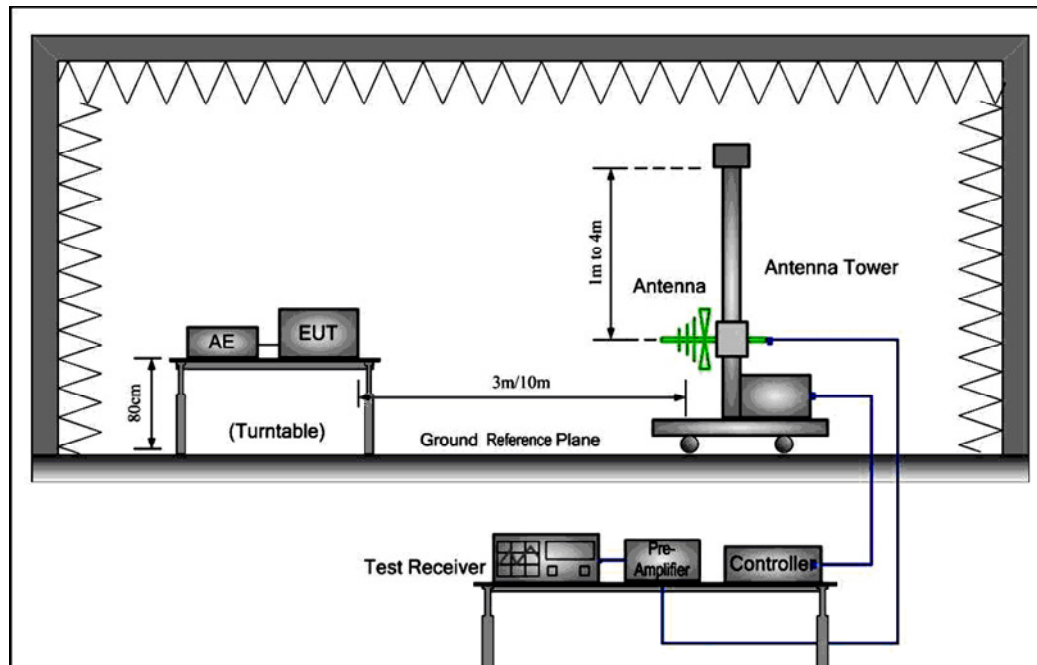 1m to 4m
Antenna Tower
Antenna
AE
EUT
3m/10m
80cm
(Turntable)
Ground Reference Plane
Test Receiver
Pre-
Amplifier
Controller